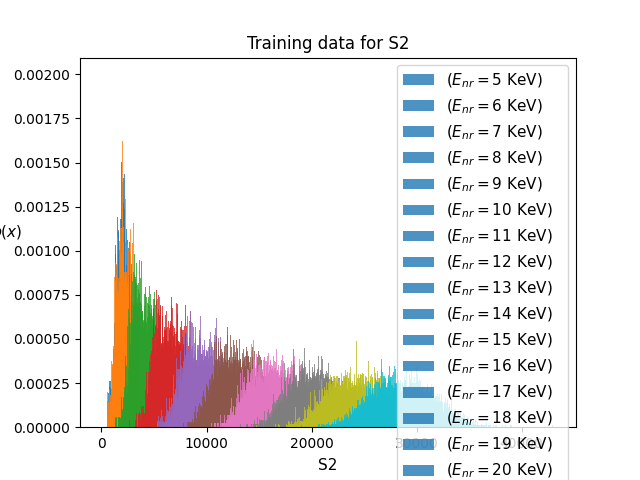 Training data for S2
0.00200
0.00175
0.00150
0.00125
0.00100
0.00075
0.00050
0.00025
0.00000
(x)
0
10000
20000
30000
S2
(E_nr = 5 KeV)
(E_nr = 6 KeV)
(E_nr = 7 KeV)
(E_nr = 8 KeV)
(E_nr = 9 KeV)
(E_nr = 10 KeV)
(E_nr = 11 KeV)
(E_nr = 12 KeV)
(E_nr = 13 KeV)
(E_nr = 14 KeV)
(E_nr = 15 KeV)
(E_nr = 16 KeV)
(E_nr = 17 KeV)
(E_nr = 18 KeV)
(E_nr = 19 KeV)
(E_nr = 20 KeV)